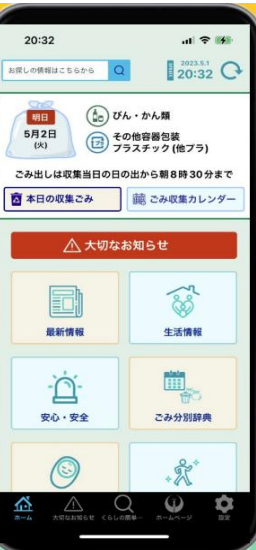 20:32
お探しの情報はこちらから
2023.5.1
20:32
明日
5月2日
(火)
びん・かん類
その他容器包装
プラスチック(他プラ)
ごみ出しは収集当日の日の出から朝8時30分まで
本日の収集ごみ
ごみ収集カレンダー
大切なお知らせ
最新情報
生活情報
安心・安全
ごみ分別辞典
ホーム
大切なお知らせ
くらしの簡単…
ホームページ
設定